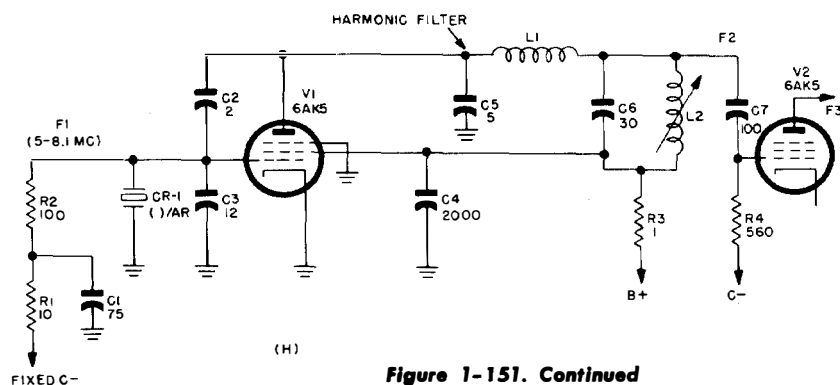 HARMONIC FILTER
L1
F2
V1
6AK5
V2
6AK5
F3
C2
2
C5
5
C6
30
L2
C7
100
F1
(5-8.1 MC)
R2
100
CR-1
( )/AR
C3
12
C4
2000
R3
1
R4
560
R1
10
C1
75
B+
C-
FIXED C-
(H)
Figure 1-151. Continued